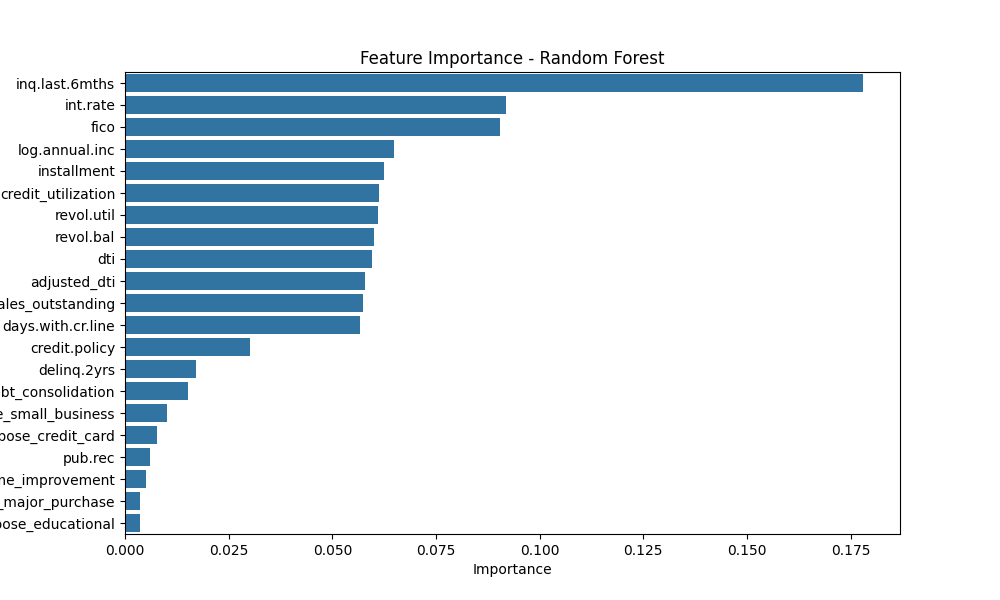 Feature Importance - Random Forest
inq.last.6mths
int.rate
fico
log.annual.inc
installment
credit_utilization
revol.util
revol.bal
dti
adjusted_dti
ales_outstanding
days.with.cr.line
credit.policy
delinq.2yrs
bt_consolidation
e_small_business
pose_credit_card
pub.rec
me_improvement
_major_purchase
pose_educational
0.000 0.025 0.050 0.075 0.100 0.125 0.150 0.175
Importance